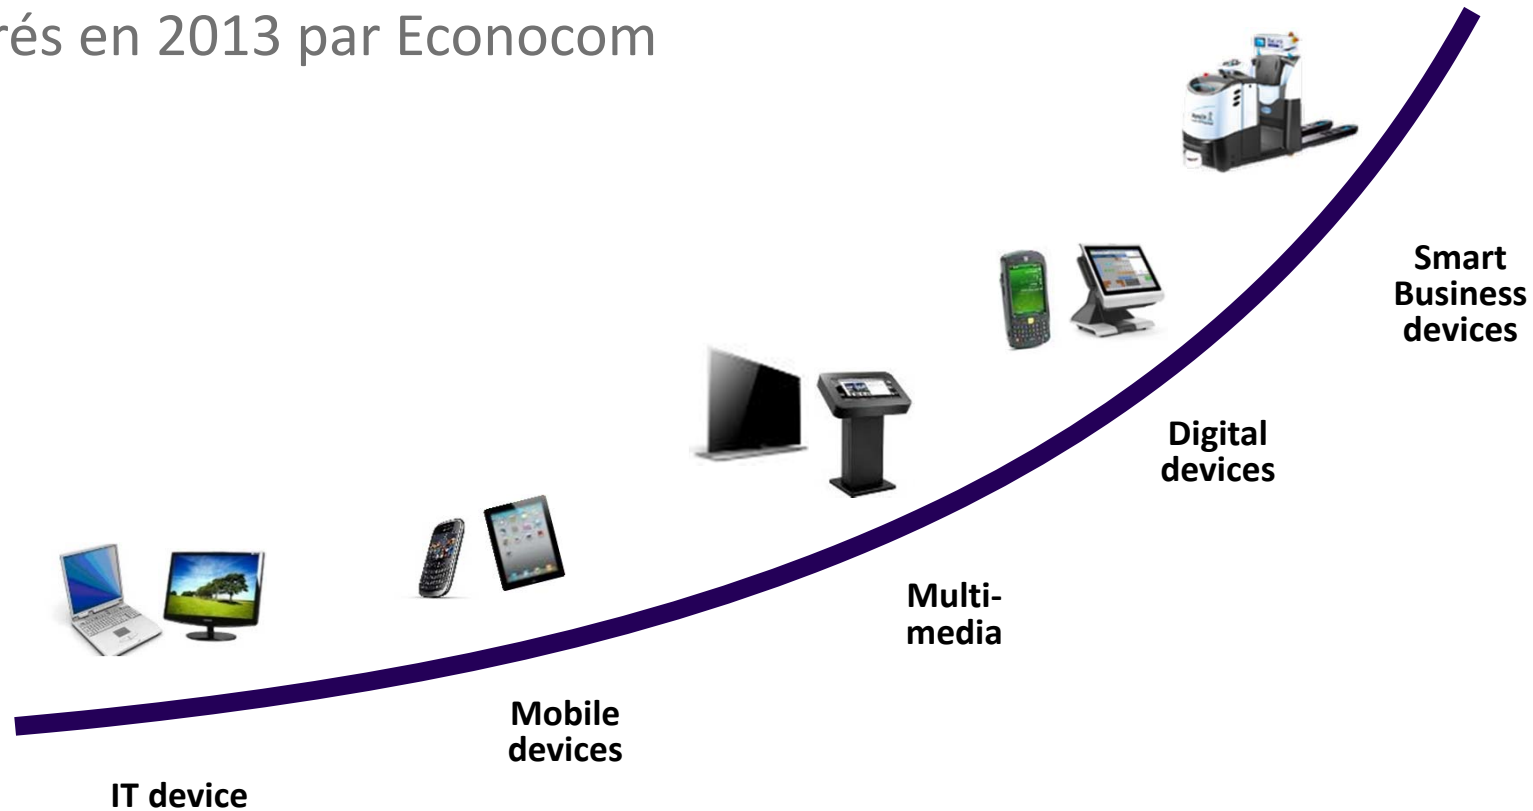 rés en 2013 par Econocom
Smart
Business
devices
Digital
devices
Multi-
media
Mobile
devices
IT device